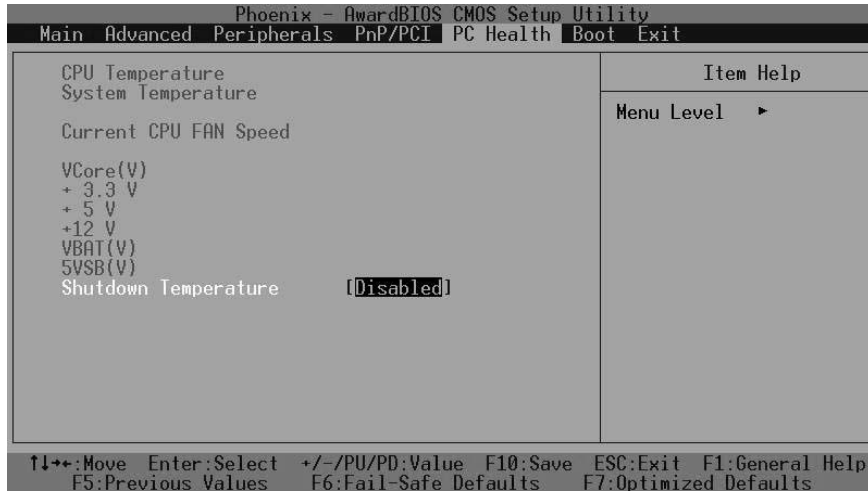 Phoenix - AwardBIOS CMOS Setup Utility
Main Advanced Peripherals PnP/PCI PC Health Boot Exit
CPU Temperature
System Temperature
Current CPU FAN Speed
VCore(V)
+ 3.3 V
+ 5 V
+12 V
VBAT(V)
5VSB(V)
Shutdown Temperature [Disabled]
Item Help
Menu Level ►
↑↓→←:Move Enter:Select +/-/PU/PD:Value F10:Save ESC:Exit F1:General Help
F5:Previous Values F6:Fail-Safe Defaults F7:Optimized Defaults